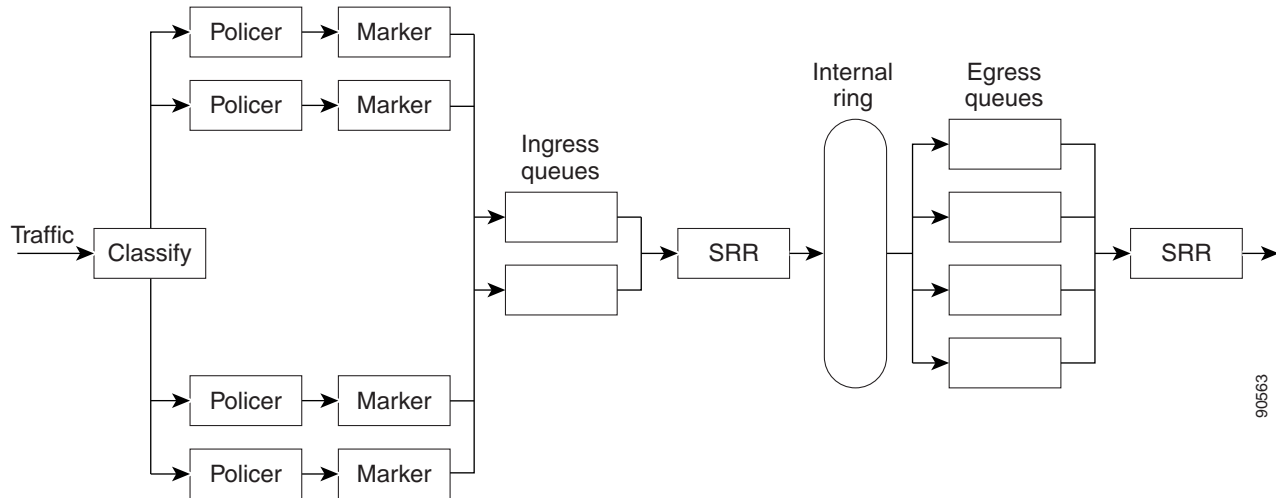 Policer
Marker
Policer
Marker
Internal
ring
Egress
queues
Ingress
queues
Traffic
Classify
SRR
SRR
Policer
Marker
Policer
Marker
90563